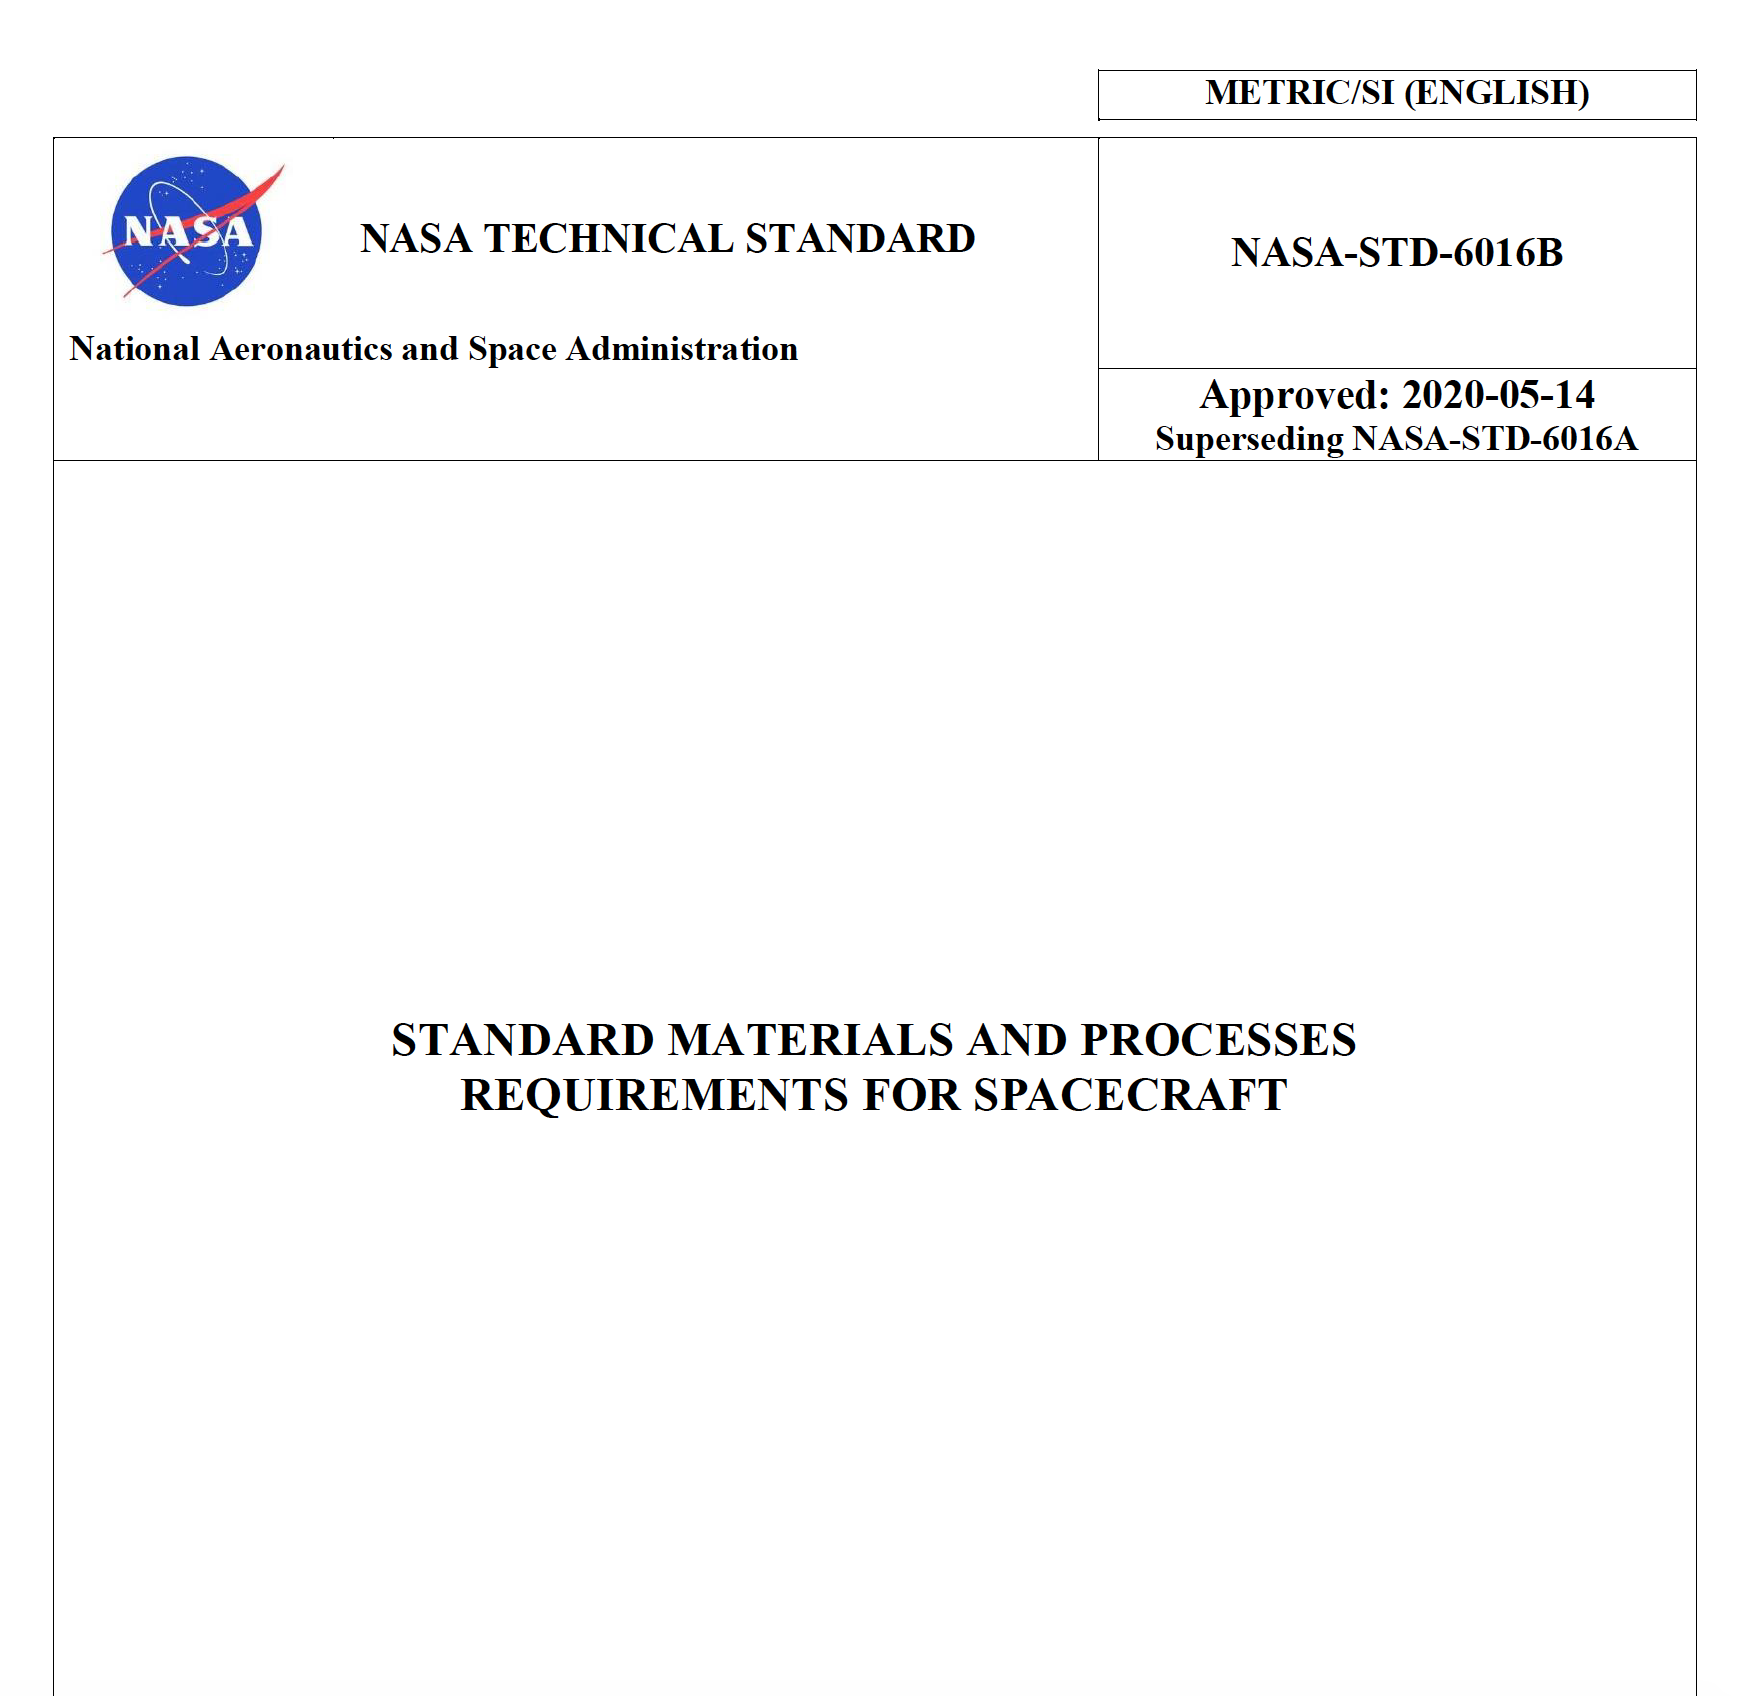 METRIC/SI (ENGLISH)
NASA
NASA TECHNICAL STANDARD
National Aeronautics and Space Administration
NASA-STD-6016B
Approved: 2020-05-14
Superseding NASA-STD-6016A
STANDARD MATERIALS AND PROCESSES
REQUIREMENTS FOR SPACECRAFT